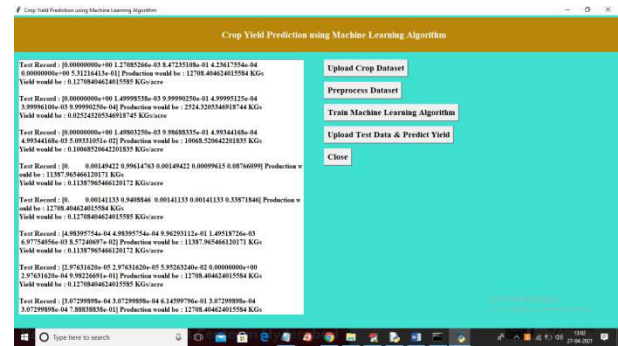 Crop Yield Prediction using Machine Learning Algorithm
Crop Yield Prediction using Machine Learning Algorithm
Test Record : [0.00000000e+00 1.27085266e-03 8.47235108e-01 4.23617554e-04
0.00000000e+00 5.31216413e-01] Production would be : 12708.404624015584 KGs
Yield would be : 0.12708404624015585 KGs/acre
Test Record : [0.00000000e+00 1.49998538e-03 9.99990250e-01 4.99995125e-04
3.99996100e-03 9.99990250e-04] Production would be : 2524.3205346918744 KGs
Yield would be : 0.025243205346918745 KGs/acre
Test Record : [0.00000000e+00 1.49803250e-03 9.98688335e-01 4.99344168e-04
4.99344168e-03 5.09331051e-02] Production would be : 10068.520642201835 KGs
Yield would be : 0.10068520642201835 KGs/acre
Test Record : [0. 0.00149422 0.99614763 0.00149422 0.00099615 0.08766099] Production w
ould be : 11387.965466120171 KGs
Yield would be : 0.11387965466120172 KGs/acre
Test Record : [0. 0.00141133 0.9408846 0.00141133 0.00141133 0.33871846] Production w
ould be : 12708.404624015584 KGs
Yield would be : 0.12708404624015585 KGs/acre
Test Record : [4.98395754e-04 4.98395754e-04 9.96293112e-01 1.49518726e-03
6.97754056e-03 8.57240697e-02] Production would be : 11387.965466120171 KGs
Yield would be : 0.11387965466120172 KGs/acre
Test Record : [2.97631620e-05 2.97631620e-05 5.95263240e-02 0.00000000e+00
2.97631620e-04 9.98226691e-01] Production would be : 12708.404624015584 KGs
Yield would be : 0.12708404624015585 KGs/acre
Test Record : [3.07299898e-04 3.07299898e-04 6.14599796e-01 3.07299898e-04
3.07299898e-04 7.88838838e-01] Production would be : 12708.404624015584 KGs
Upload Crop Dataset
Preprocess Dataset
Train Machine Learning Algorithm
Upload Test Data & Predict Yield
Close
Type here to search
13:02
27-04-2021